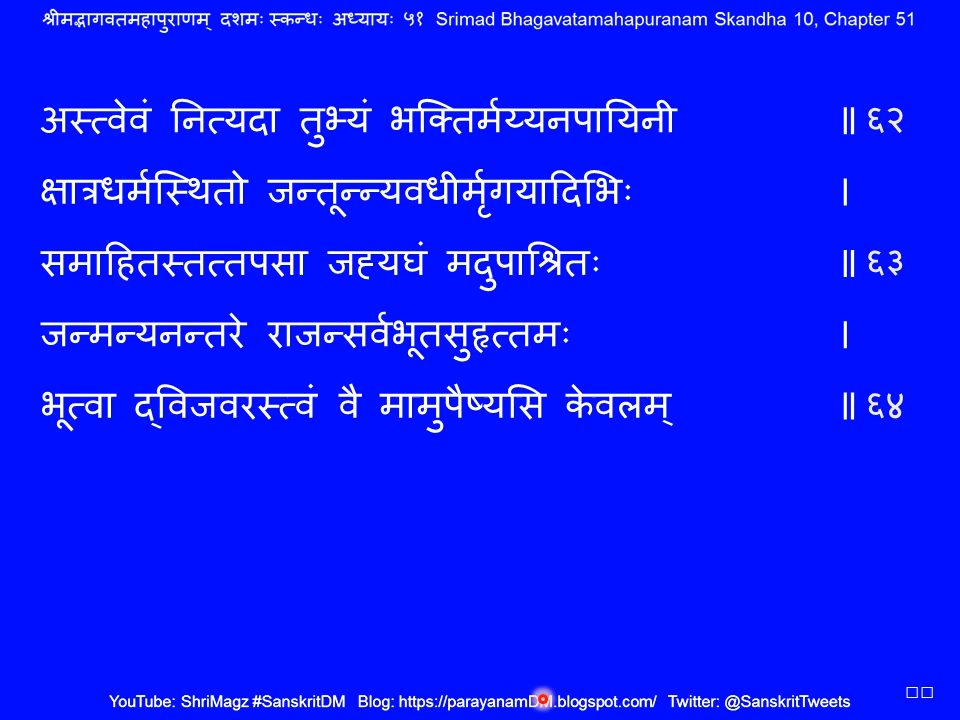 श्रीमद्भागवतमहापुराणम् दशमः स्कन्धः अध्यायः ५१ Srimad Bhagavatamahapuranam Skandha 10, Chapter 51
अस्त्वेवं नित्यदा तुभ्यं भक्तिर्मय्यनपायिनी ॥ ६२
क्षात्रधर्मस्थितो जन्तून्न्यवधीर्मृगयादिभिः ।
समाहितस्तत्तपसा जह्यघं मदुपाश्रितः ॥ ६३
जन्मन्यनन्तरे राजन्सर्वभूतसुहृत्तमः ।
भूत्वा द्विजवरस्त्वं वै मामुपैष्यसि केवलम् ॥ ६४
YouTube: ShriMagz #SanskritDM Blog: https://parayanamDM.blogspot.com/ Twitter: @SanskritTweets